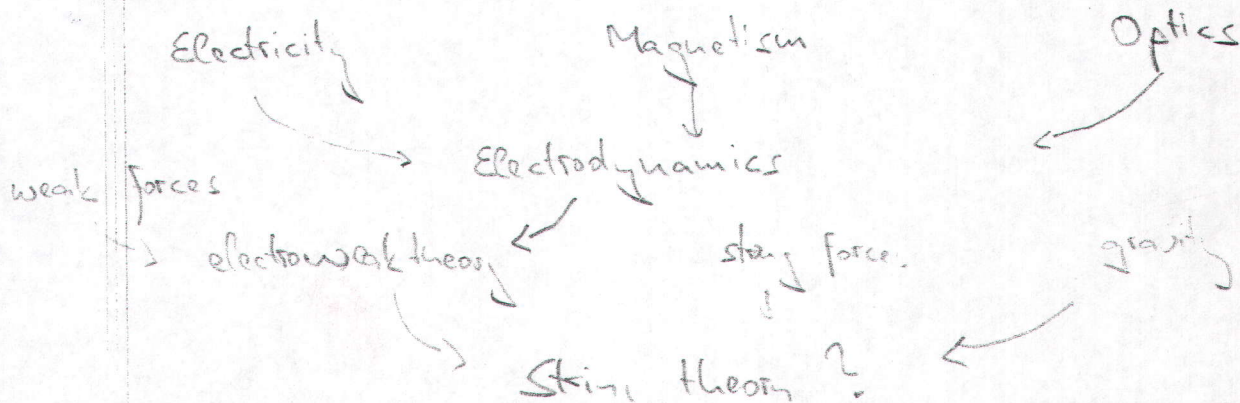 Electricity Magnetism Optics
Electrodynamics
weak forces
electroweak theory strong force. gravity
String theory ?